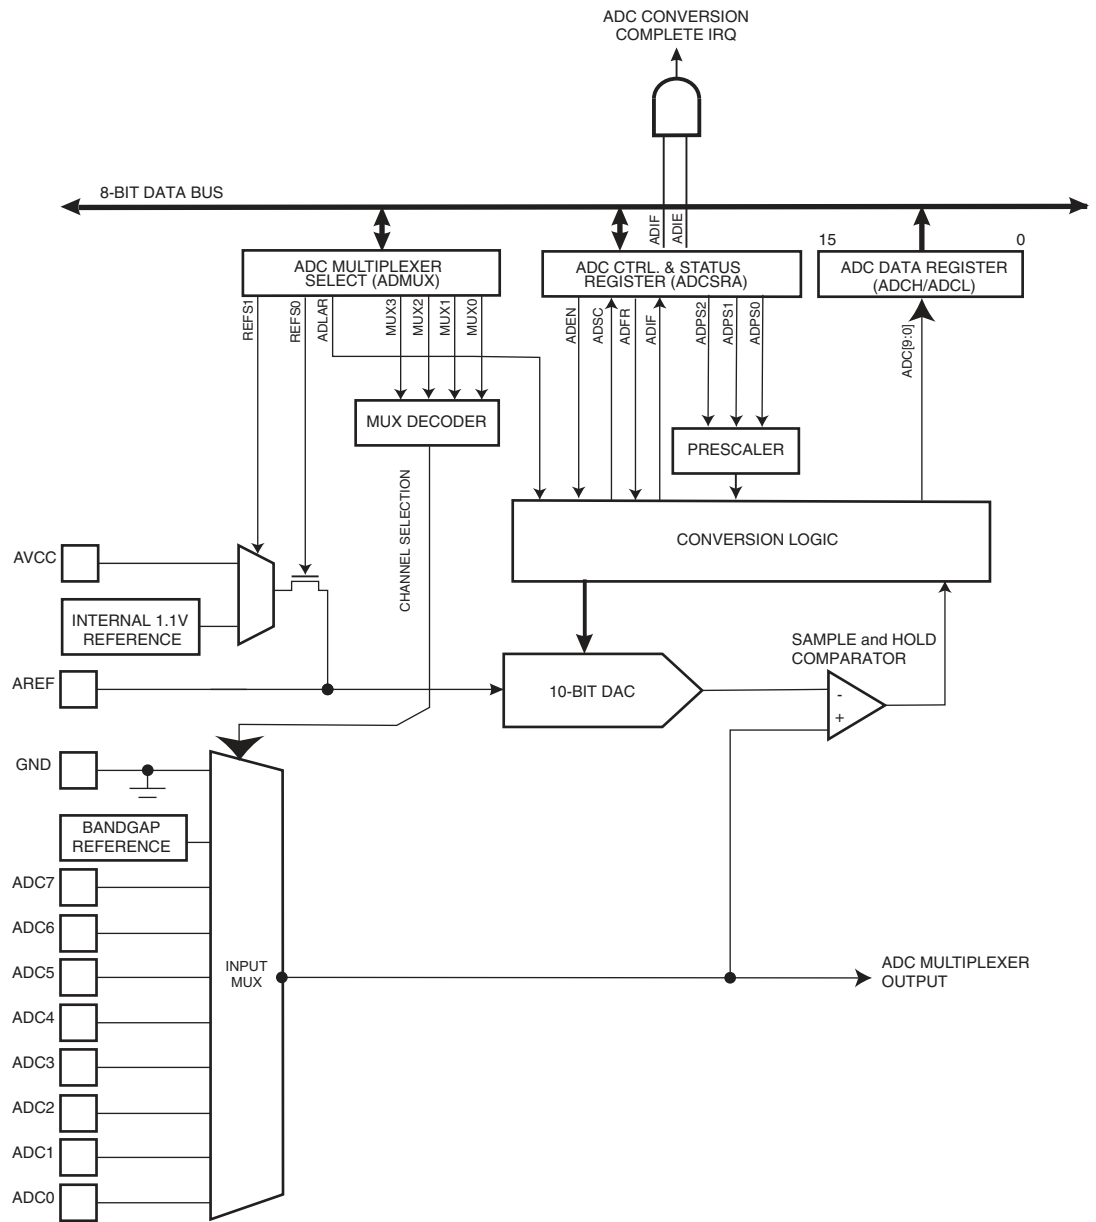 ADC CONVERSION
COMPLETE IRQ
8-BIT DATA BUS
ADIF
ADIE
15
0
ADC MULTIPLEXER
SELECT (ADMUX)
ADC CTRL. & STATUS
REGISTER (ADCSRA)
ADC DATA REGISTER
(ADCH/ADCL)
REFS1
REFS0
ADLAR
MUX3
MUX2
MUX1
MUX0
ADEN
ADSC
ADFR
ADIF
ADPS2
ADPS1
ADPS0
ADC[9:0]
MUX DECODER
PRESCALER
CHANNEL SELECTION
CONVERSION LOGIC
AVCC
INTERNAL 1.1V
REFERENCE
SAMPLE and HOLD
COMPARATOR
AREF
10-BIT DAC
-
+
GND
BANDGAP
REFERENCE
ADC7
ADC6
ADC5
INPUT
MUX
ADC MULTIPLEXER
OUTPUT
ADC4
ADC3
ADC2
ADC1
ADC0